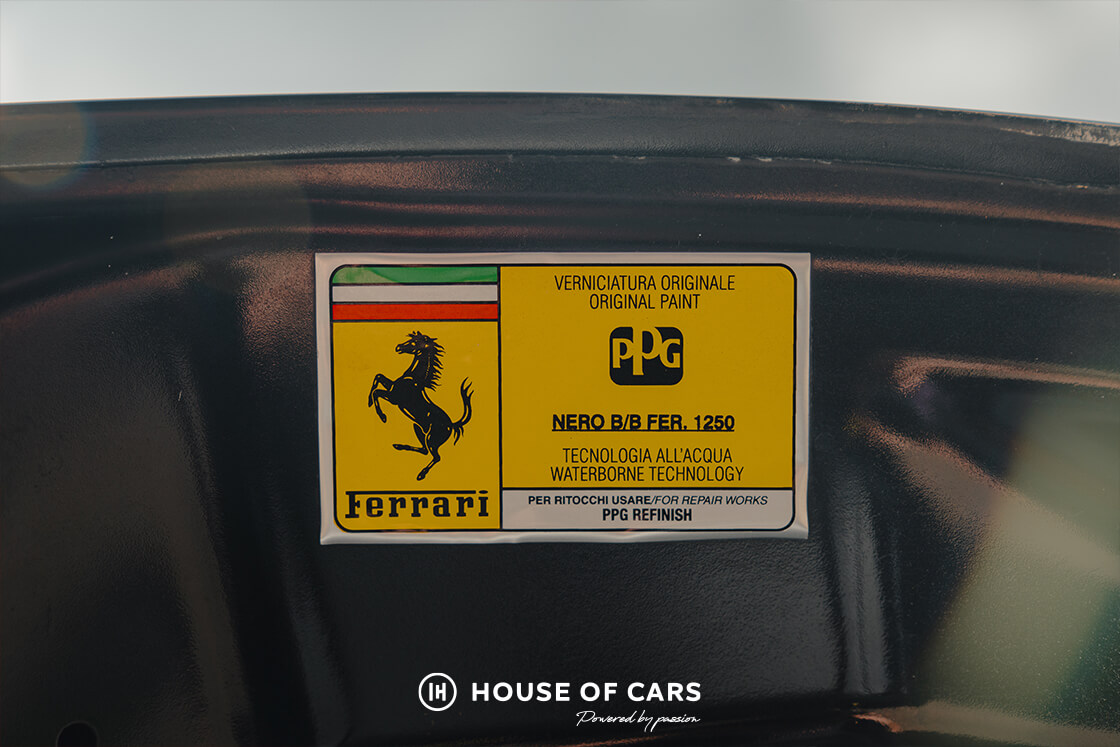 VERNICIATURA ORIGINALE
ORIGINAL PAINT
PPG
NERO B/B FER. 1250
TECNOLOGIA ALL'ACQUA
WATERBORNE TECHNOLOGY
Ferrari
PER RITOCCHI USARE/FOR REPAIR WORKS
PPG REFINISH
HOUSE OF CARS
Powered by passion